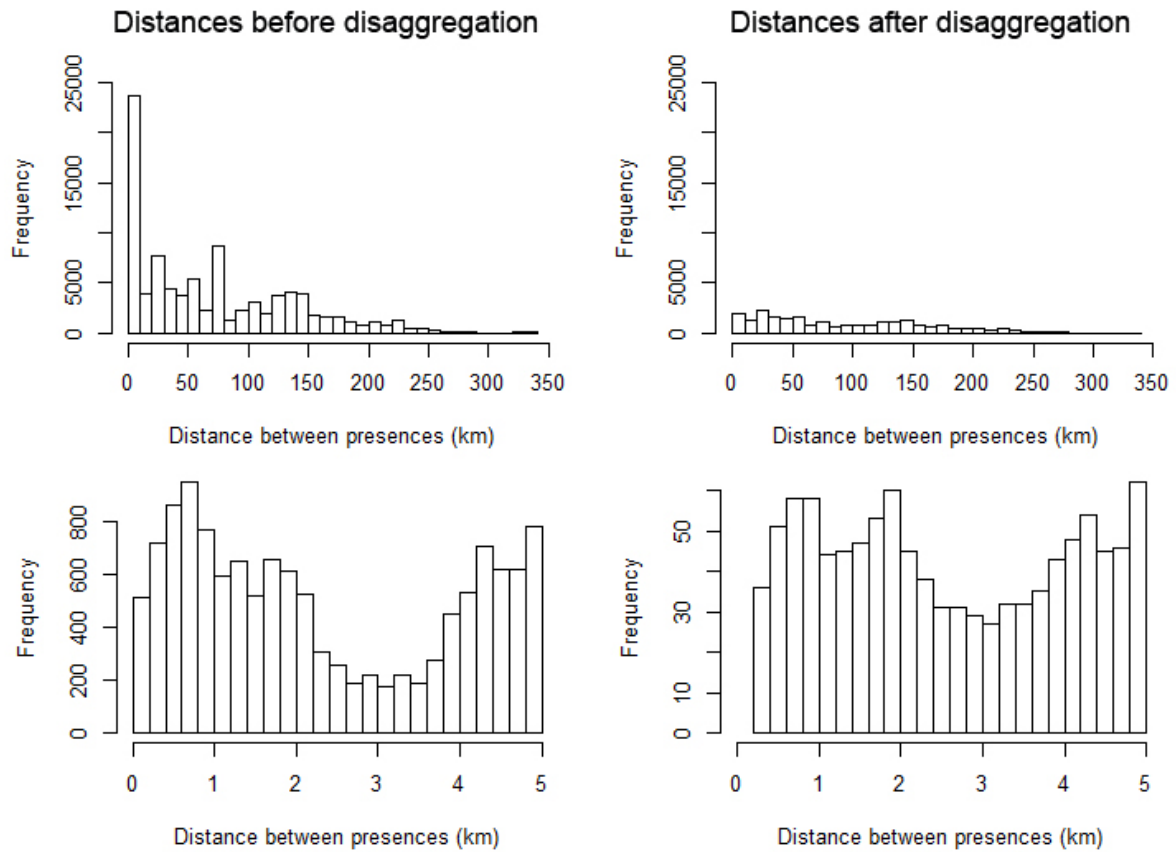 Distances before disaggregation
Distances after disaggregation
Frequency
25000
15000
5000
0
0 50 100 150 200 250 300 350
Distance between presences (km)
Frequency
25000
15000
5000
0
0 50 100 150 200 250 300 350
Distance between presences (km)
Frequency
800
600
400
200
0
0 1 2 3 4 5
Distance between presences (km)
Frequency
50
30
10
0
0 1 2 3 4 5
Distance between presences (km)